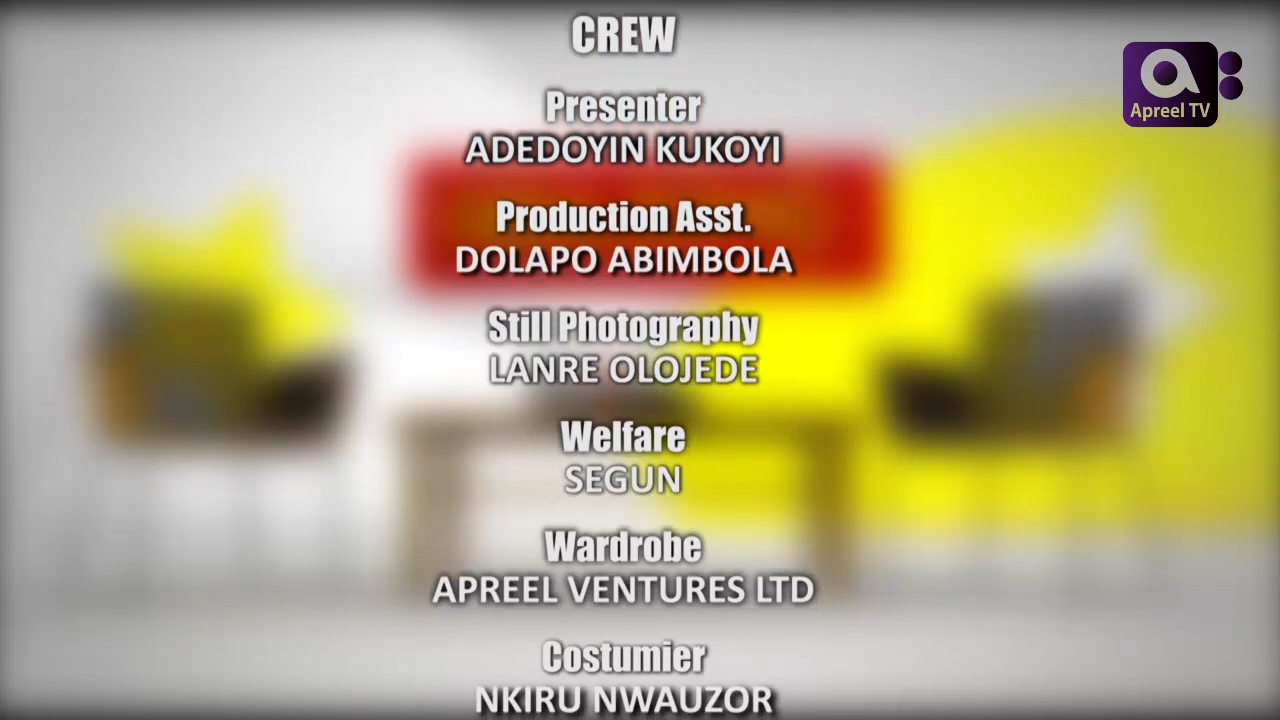 CREW
Presenter
ADEDOYIN KUKOYI
Production Asst.
DOLAPO ABIMBOLA
Still Photography
LANRE OLOJEDE
Welfare
SEGUN
Wardrobe
APREEL VENTURES LTD
Costumier
NKIRU NWAUZOR
Apreel TV